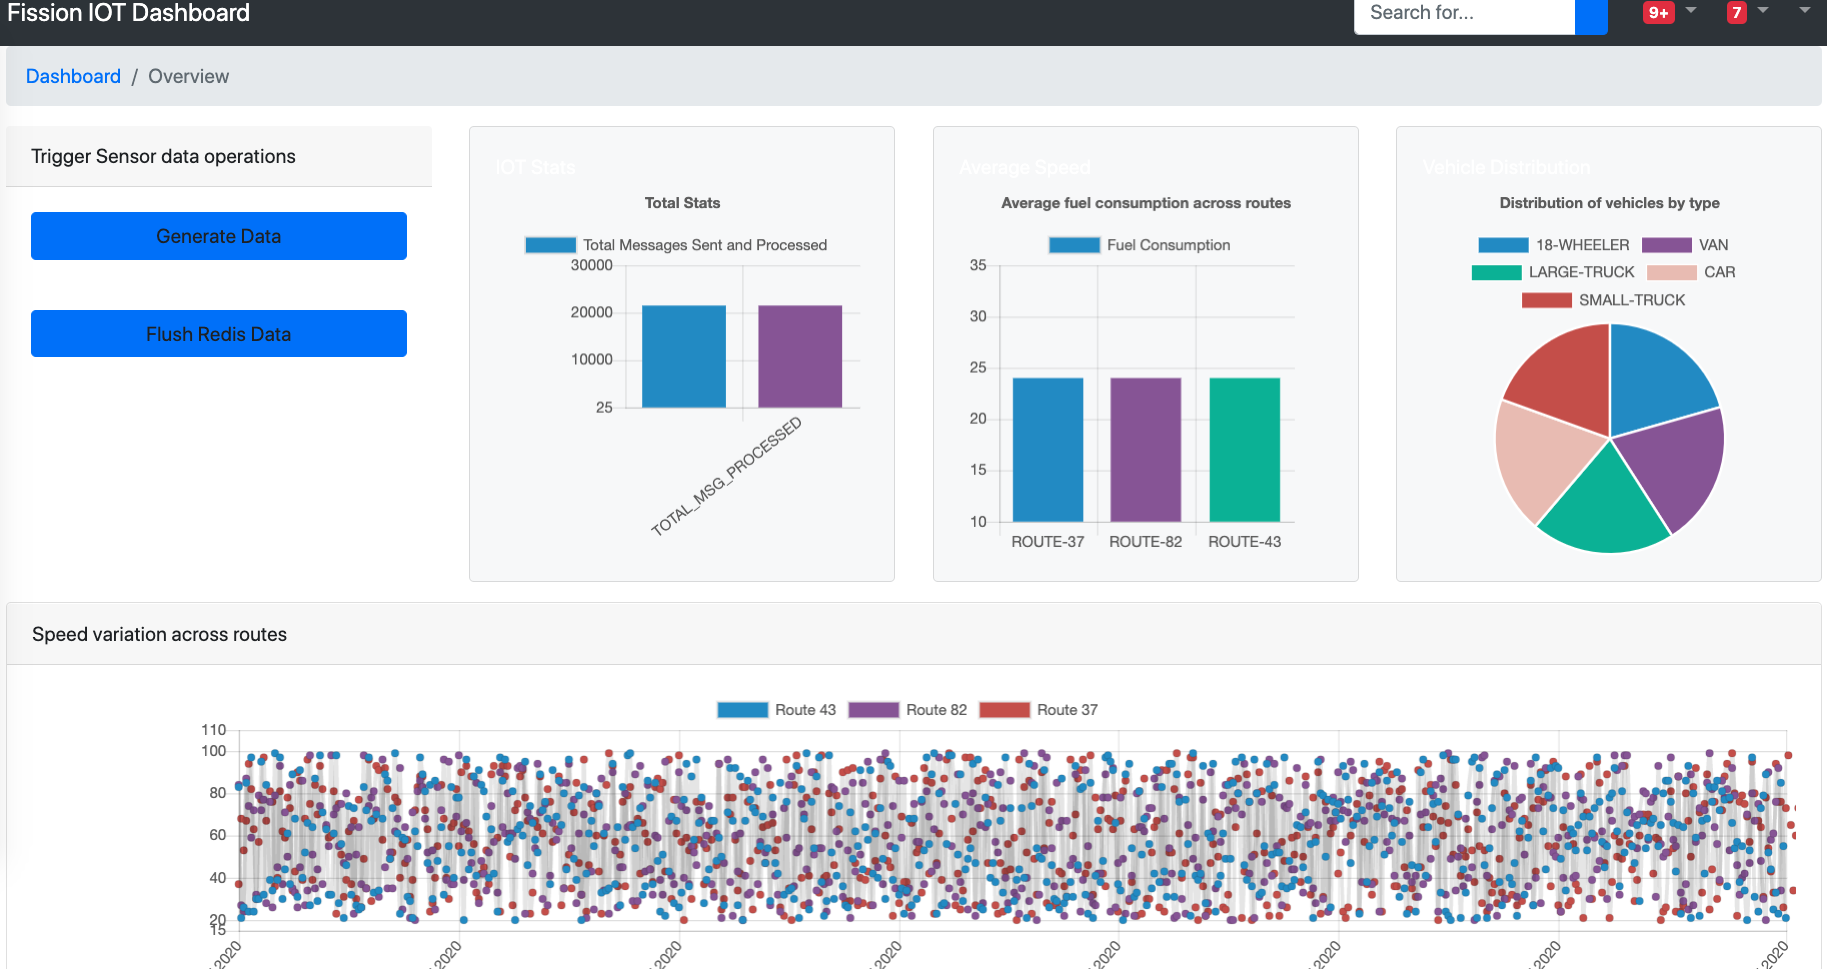 Fission IOT Dashboard
Search for...
9+
7
Dashboard / Overview
Trigger Sensor data operations
Generate Data
Flush Redis Data
IOT Stats
Total Stats
Total Messages Sent and Processed
30000
20000
10000
25
TOTAL_MSG_PROCESSED
Average Speed
Average fuel consumption across routes
Fuel Consumption
35
30
25
20
15
10
ROUTE-37 ROUTE-82 ROUTE-43
Vehicle Distribution
Distribution of vehicles by type
18-WHEELER VAN
LARGE-TRUCK CAR
SMALL-TRUCK
Speed variation across routes
Route 43 Route 82 Route 37
110
100
80
60
40
20
15
2020 2020 2020 2020 2020 2020 2020 2020